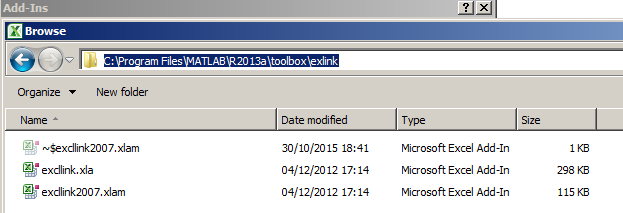 Add-Ins
Browse
C:\Program Files\MATLAB\R2013a\toolbox\exlink
Organize New folder
Name Date modified Type Size
~$excllink2007.xlam 30/10/2015 18:41 Microsoft Excel Add-In 1 KB
excllink.xla 04/12/2012 17:14 Microsoft Excel Add-In 298 KB
excllink2007.xlam 04/12/2012 17:14 Microsoft Excel Add-In 115 KB